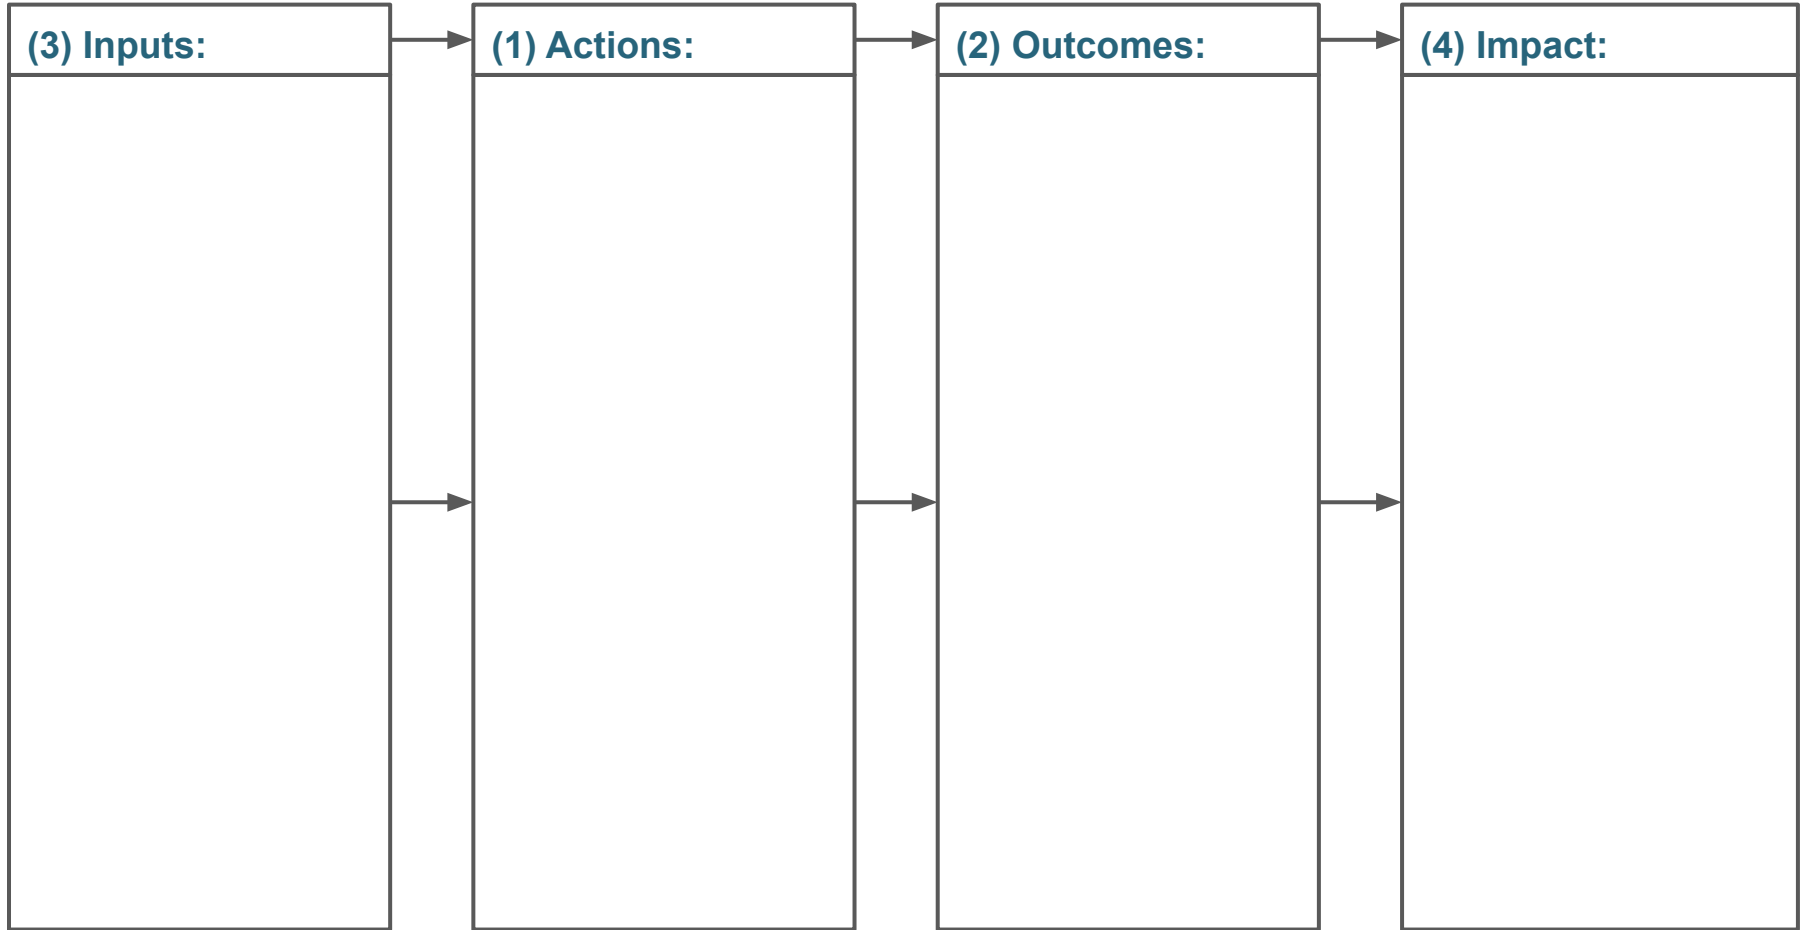 (3) Inputs:
(1) Actions:
(2) Outcomes:
(4) Impact: